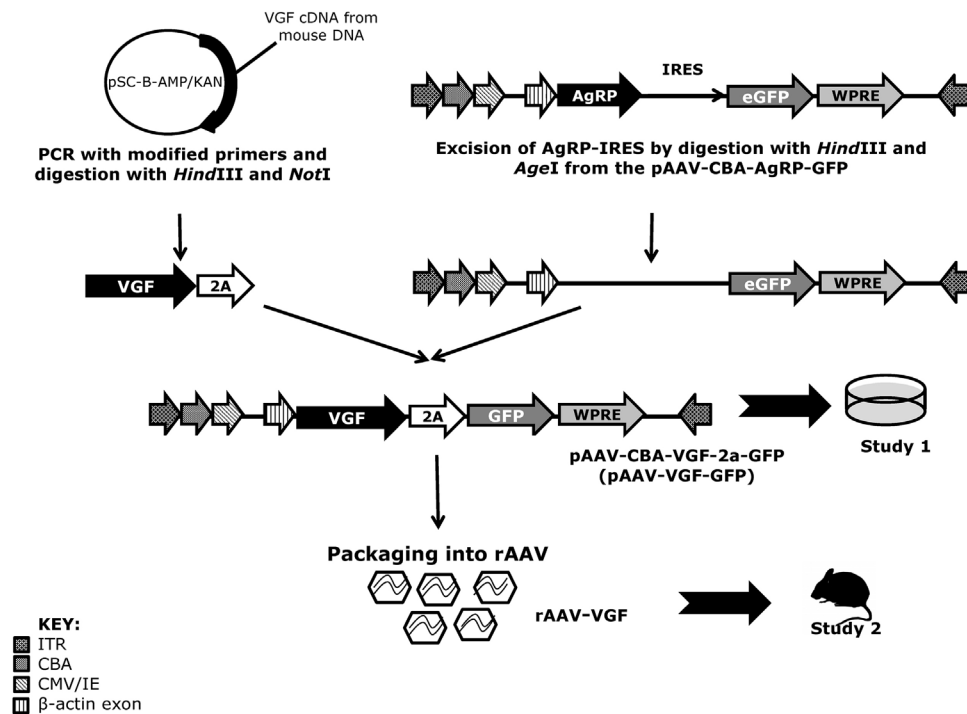 VGF cDNA from
mouse DNA
pSC-B-AMP/KAN
PCR with modified primers and
digestion with HindIII and NotI
IRES
AgRP
eGFP
WPRE
Excision of AgRP-IRES by digestion with HindIII and
AgeI from the pAAV-CBA-AgRP-GFP
VGF
2A
eGFP
WPRE
VGF
2A
GFP
WPRE
pAAV-CBA-VGF-2a-GFP
(pAAV-VGF-GFP)
Study 1
Packaging into rAAV
rAAV-VGF
Study 2
KEY:
ITR
CBA
CMV/IE
β-actin exon